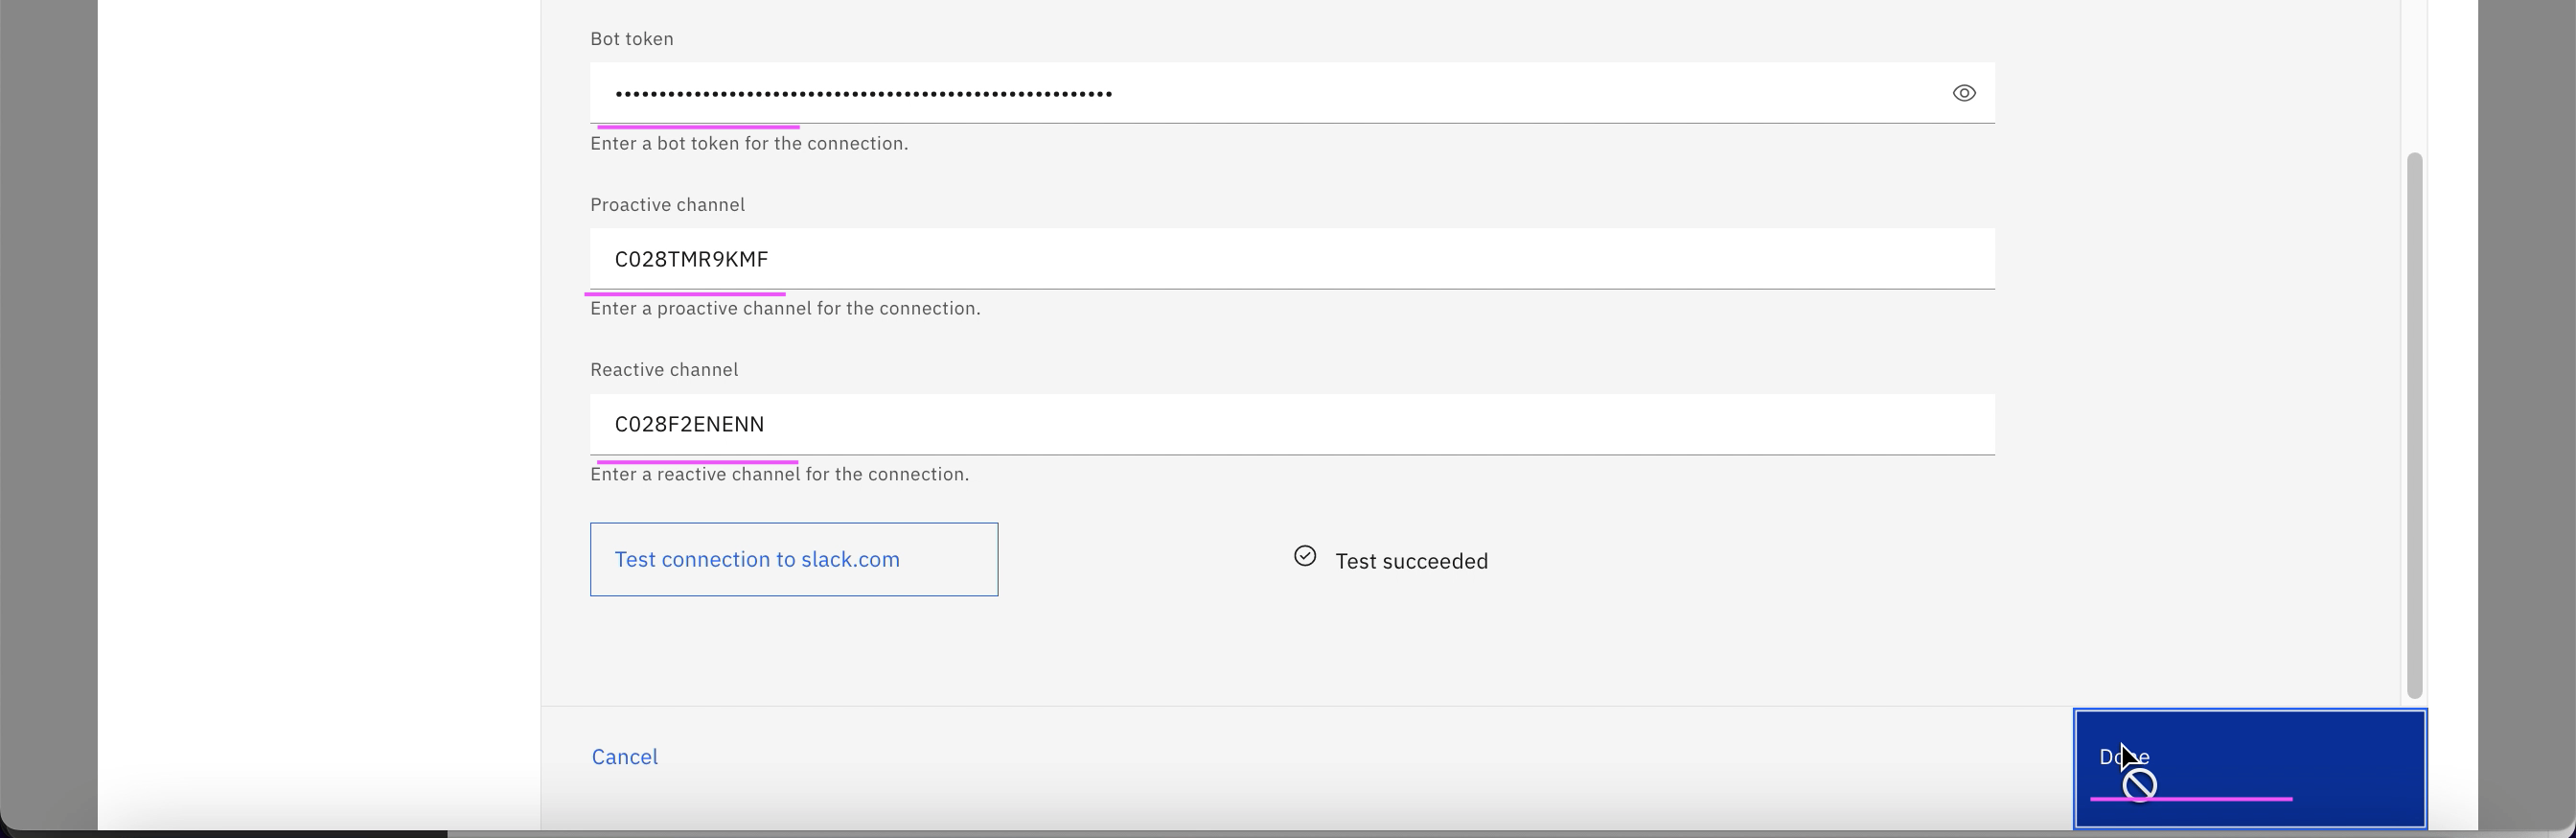 Bot token
Enter a bot token for the connection.
Proactive channel
C028TMR9KMF
Enter a proactive channel for the connection.
Reactive channel
C028F2ENENN
Enter a reactive channel for the connection.
Test connection to slack.com
Test succeeded
Cancel
Done